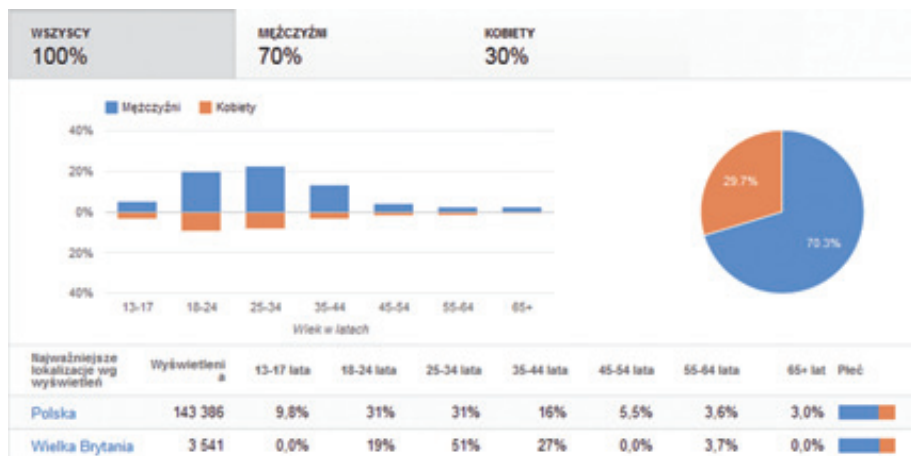 WSZYSCY MĘŻCZYŹNI KOBIETY
100% 70% 30%
Mężczyźni Kobiety
40%
20%
0%
20%
40%
29.7%
70.3%
13-17 18-24 25-34 35-44 45-54 55-64 65+
Wiek w latach
Najważniejsze lokalizacje wg wyświetleń Wyświetlenia 13-17 lata 18-24 lata 25-34 lata 35-44 lata 45-54 lata 55-64 lata 65+ lat Płeć
Polska 143 386 9,8% 31% 31% 16% 5,5% 3,6% 3,0%
Wielka Brytania 3 541 0,0% 19% 51% 27% 0,0% 3,7% 0,0%